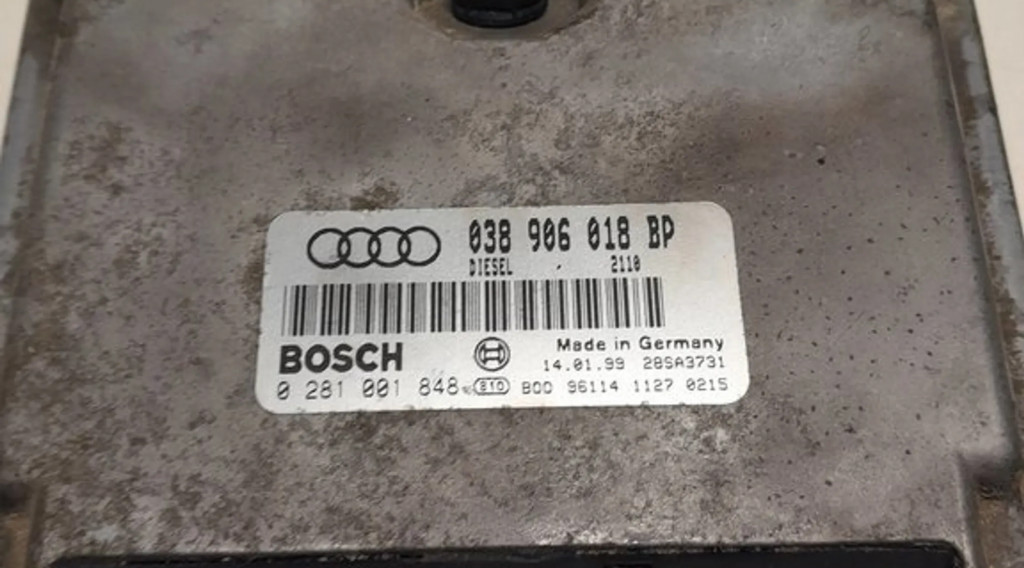 038 906 018 BP
DIESEL 2110
BOSCH
Made in Germany
14.01.99 28SA3731
0 281 001 848 210 B00 96114 1127 0215